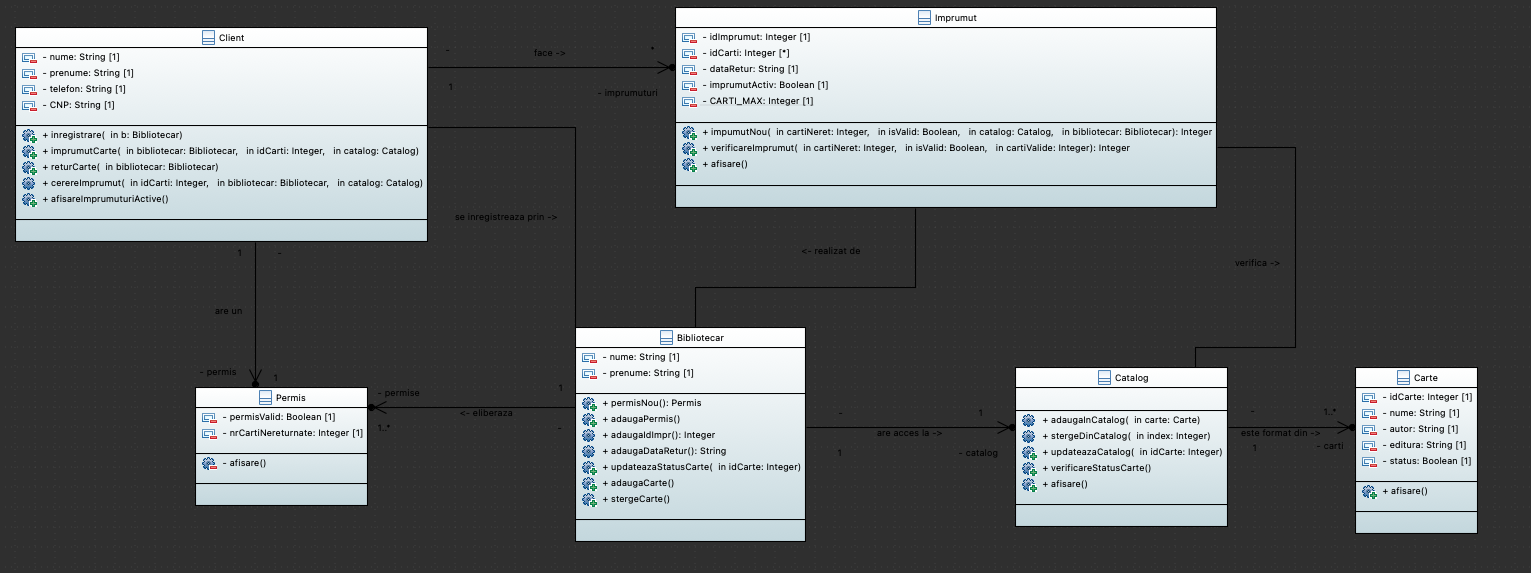 Client
- nume: String [1]
- prenume: String [1]
- telefon: String [1]
- CNP: String [1]
+ inregistrare( in b: Bibliotecar)
+ imprumutCarte( in bibliotecar: Bibliotecar, in idCarti: Integer, in catalog: Catalog)
+ returCarte( in bibliotecar: Bibliotecar)
+ cerereImprumut( in idCarti: Integer, in bibliotecar: Bibliotecar, in catalog: Catalog)
+ afisareImprumuturiActive()
-
face ->
*
1
- imprumuturi
Imprumut
- idImprumut: Integer [1]
- idCarti: Integer [*]
- dataRetur: String [1]
- imprumutActiv: Boolean [1]
- CARTI_MAX: Integer [1]
+ impumutNou( in cartiNeret: Integer, in isValid: Boolean, in catalog: Catalog, in bibliotecar: Bibliotecar): Integer
+ verificareImprumut( in cartiNeret: Integer, in isValid: Boolean, in cartiValide: Integer): Integer
+ afisare()
se inregistreaza prin ->
<- realizat de
verifica ->
1
-
are un
- permis
1
Permis
- permisValid: Boolean [1]
- nrCartiNereturnate: Integer [1]
- afisare()
- permise
1
<- elibereaza
1..*
-
Bibliotecar
- nume: String [1]
- prenume: String [1]
+ permisNou(): Permis
+ adaugaPermis()
+ adaugaIdImpr(): Integer
+ adaugaDataRetur(): String
+ updateazaStatusCarte( in idCarte: Integer)
+ adaugaCarte()
+ stergeCarte()
-
1
are acces la ->
1
- catalog
Catalog
+ adaugaInCatalog( in carte: Carte)
+ stergeDinCatalog( in index: Integer)
+ updateazaCatalog( in idCarte: Integer)
+ verificareStatusCarte()
+ afisare()
-
1..*
este format din ->
1
- carti
Carte
- idCarte: Integer [1]
- nume: String [1]
- autor: String [1]
- editura: String [1]
- status: Boolean [1]
+ afisare()